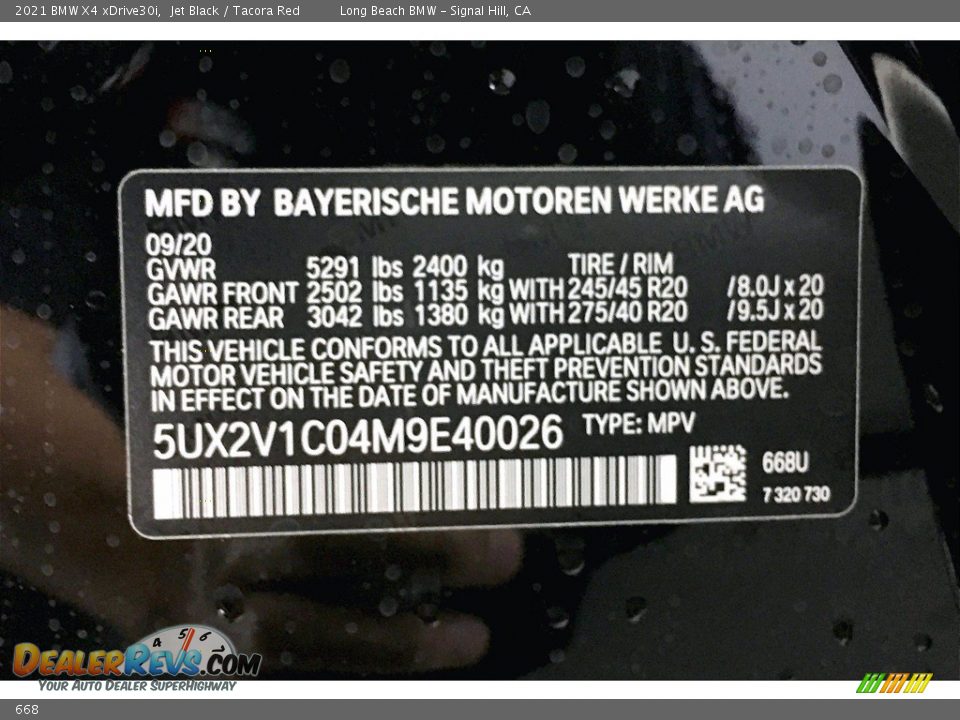 2021 BMW X4 xDrive30i, Jet Black / Tacora Red Long Beach BMW - Signal Hill, CA
MFD BY BAYERISCHE MOTOREN WERKE AG
09/20
GVWR 5291 lbs 2400 kg TIRE / RIM
GAWR FRONT 2502 lbs 1135 kg WITH 245/45 R20 /8.0J x 20
GAWR REAR 3042 lbs 1380 kg WITH 275/40 R20 /9.5J x 20
THIS VEHICLE CONFORMS TO ALL APPLICABLE U. S. FEDERAL
MOTOR VEHICLE SAFETY AND THEFT PREVENTION STANDARDS
IN EFFECT ON THE DATE OF MANUFACTURE SHOWN ABOVE.
5UX2V1C04M9E40026 TYPE: MPV
668U
7 320 730
4 5 6
DEALERREVS.COM
YOUR AUTO DEALER SUPERHIGHWAY
668